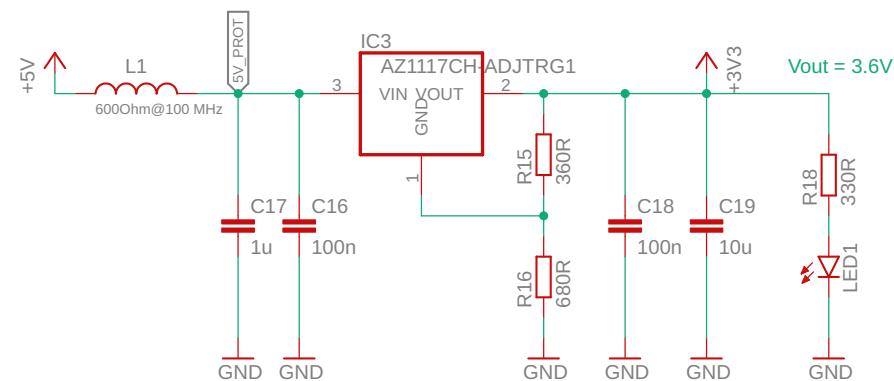 +5V
L1
600Ohm@100 MHz
5V_PROT
IC3
AZ1117CH-ADJTRG1
3
VIN
VOUT
2
GND
1
+3V3
Vout = 3.6V
R15
360R
R16
680R
R18
330R
C17
1u
C16
100n
C18
100n
C19
10u
LED1
GND
GND
GND
GND
GND
GND